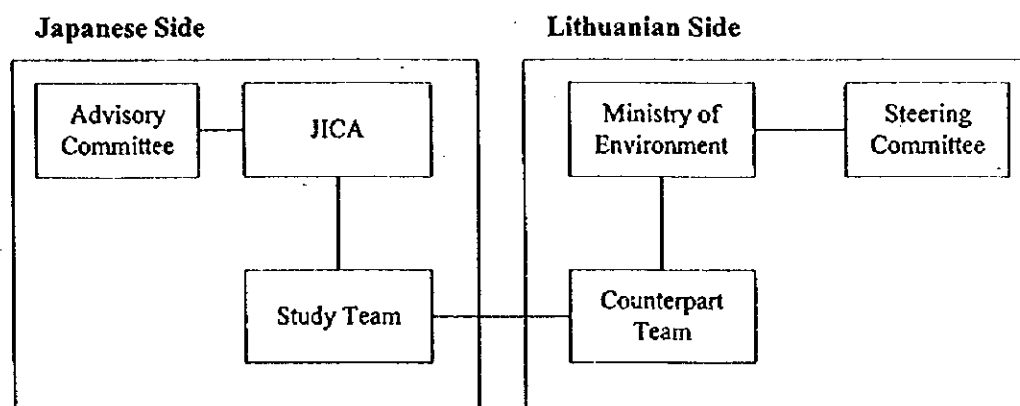 Japanese Side
Lithuanian Side
Advisory
Committee
JICA
Ministry of
Environment
Steering
Committee
Study Team
Counterpart
Team